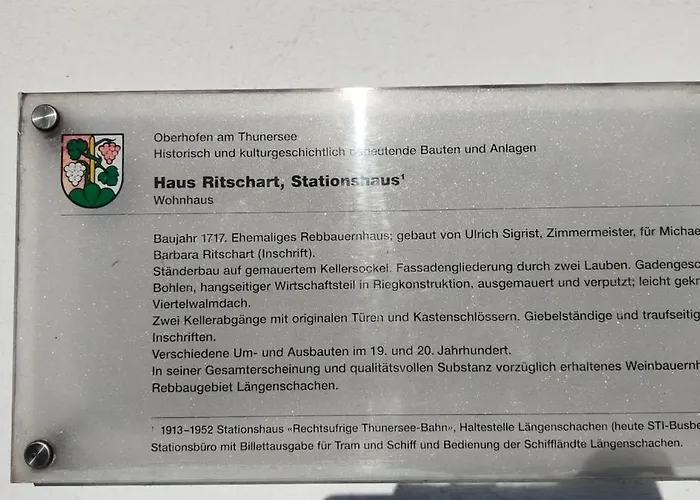 Oberhofen am Thunersee
Historisch und kulturgeschichtlich bedeutende Bauten und Anlagen
Haus Ritschart, Stationshaus¹
Wohnhaus
Baujahr 1717. Ehemaliges Rebbauernhaus; gebaut von Ulrich Sigrist, Zimmermeister, für Michae
Barbara Ritschart (Inschrift).
Ständerbau auf gemauertem Kellersockel. Fassadengliederung durch zwei Lauben. Gadengesc
Bohlen, hangseitiger Wirtschaftsteil in Riegkonstruktion, ausgemauert und verputzt; leicht gekn
Viertelwalmdach.
Zwei Kellerabgänge mit originalen Türen und Kastenschlössern. Giebelständige und traufseitig
Inschriften.
Verschiedene Um- und Ausbauten im 19. und 20. Jahrhundert.
In seiner Gesamterscheinung und qualitätsvollen Substanz vorzüglich erhaltenes Weinbauernh
Rebbaugebiet Längenschachen.
¹ 1913–1952 Stationshaus «Rechtsufrige Thunersee-Bahn», Haltestelle Längenschachen (heute STI-Busbe
Stationsbüro mit Billettausgabe für Tram und Schiff und Bedienung der Schiffländte Längenschachen.